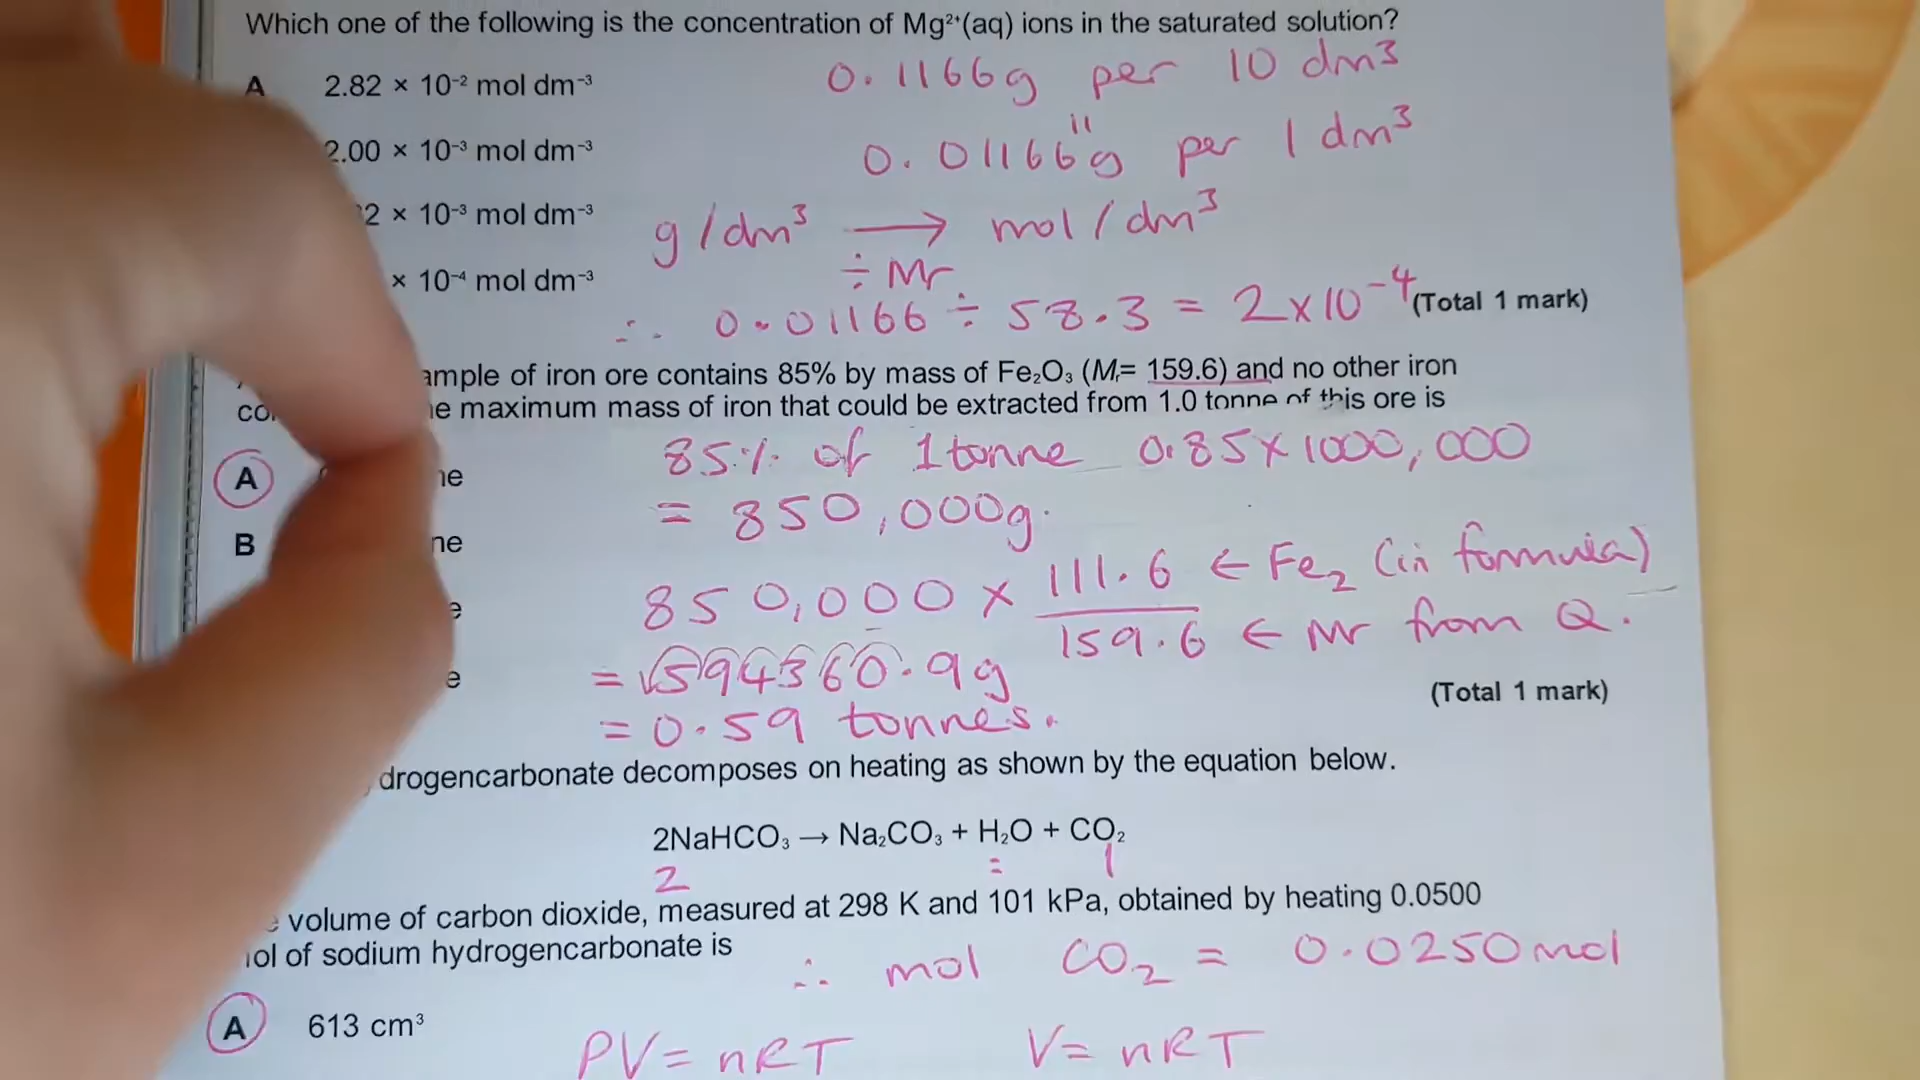 Which one of the following is the concentration of Mg²⁺(aq) ions in the saturated solution?
0.1166g per 10 dm³
A 2.82 × 10⁻² mol dm⁻³
=
0.01166g per 1 dm³
2.00 × 10⁻³ mol dm⁻³
2 × 10⁻³ mol dm⁻³
g/dm³ → mol/dm³
÷ Mr
× 10⁻⁴ mol dm⁻³
∴ 0.01166 ÷ 58.3 = 2×10⁻⁴
(Total 1 mark)
of iron ore contains 85% by mass of Fe₂O₃ (Mᵣ= 159.6) and no other iron
maximum mass of iron that could be extracted from 1.0 tonne of this ore is
A
85% of 1 tonne 0.85×1000,000
= 850,000g.
B
850,000 × 111.6 ← Fe₂ (in formula)
159.6 ← Mr from Q.
= 594360.9g
(Total 1 mark)
= 0.59 tonnes.
decomposes on heating as shown by the equation below.
2NaHCO₃ → Na₂CO₃ + H₂O + CO₂
2 : 1
volume of carbon dioxide, measured at 298 K and 101 kPa, obtained by heating 0.0500
of sodium hydrogencarbonate is
∴ mol CO₂ = 0.0250mol
A 613 cm³
PV = nRT V = nRT